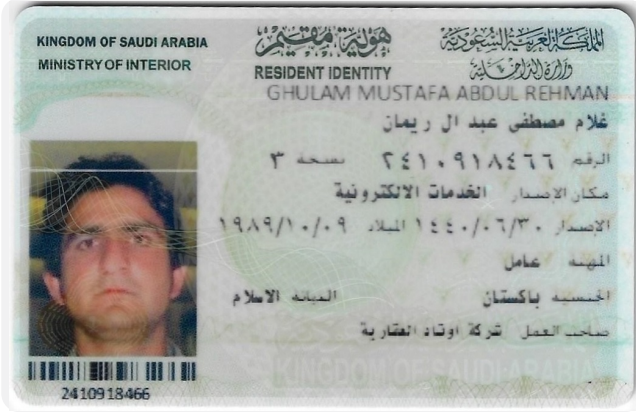 KINGDOM OF SAUDI ARABIA
هوية مقيم
المملكة العربية السعودية
MINISTRY OF INTERIOR
وزارة الداخلية
RESIDENT IDENTITY
GHULAM MUSTAFA ABDUL REHMAN
غلام مصطفى عبد ال ريمان
الرقم ٢٤١٠٩١٨٤٦٦ نسخة ٣
مكان الإصدار الخدمات الالكترونية
الإصدار ١٤٤٠/٠٦/٣٠ الميلاد ١٩٨٩/١٠/٠٩
المهنة عامل
الجنسية باكستان الديانة الاسلام
صاحب العمل شركة اوتاد العقارية
KINGDOM OF SAUDI ARABIA
2410918466